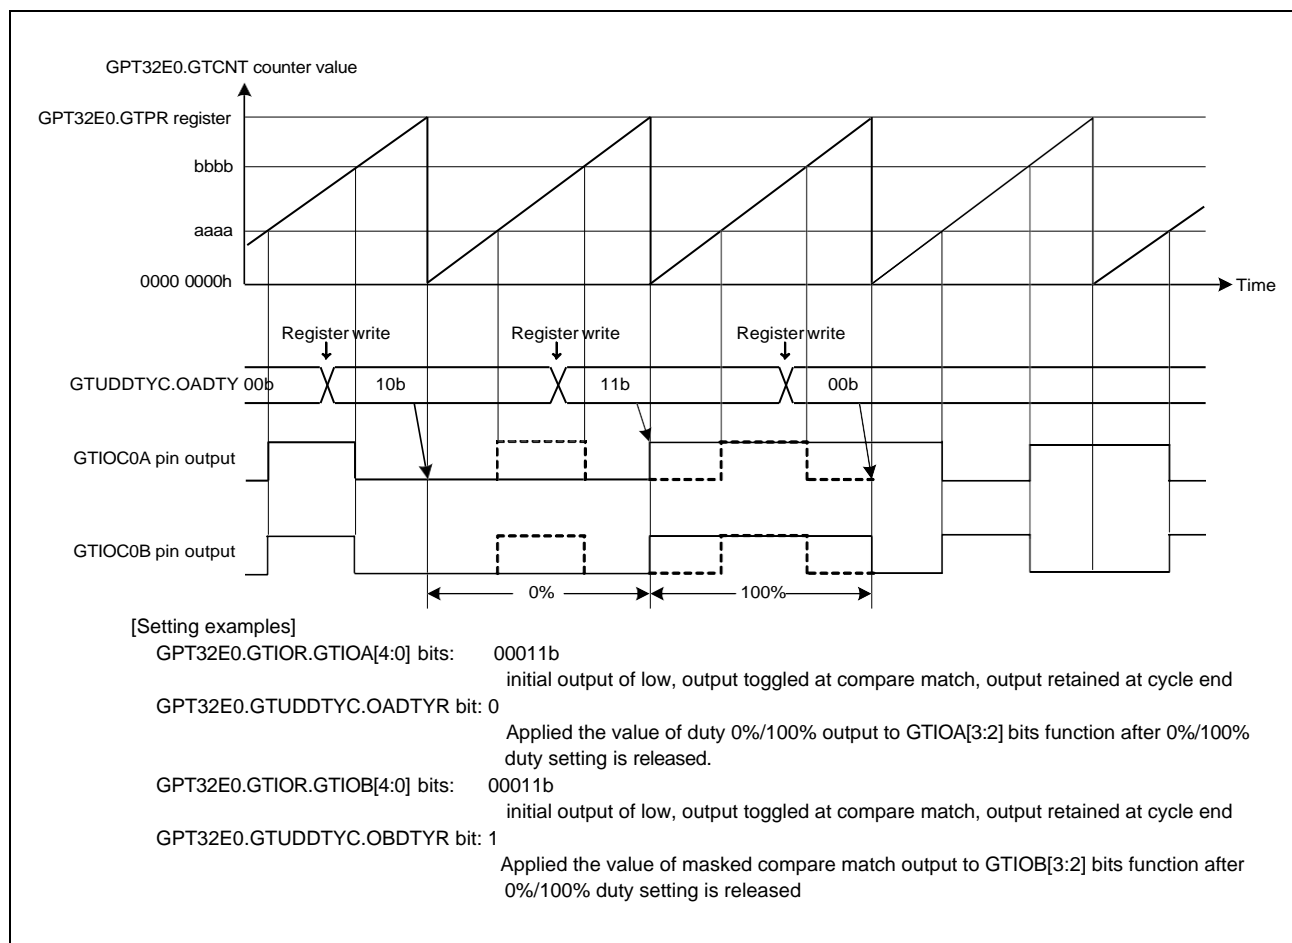 GPT32E0.GTCNT counter value
GPT32E0.GTPR register
bbbb
aaaa
0000 0000h
Time
Register write Register write Register write
GTUDDTYC.OADTY 00b 10b 11b 00b
GTIOC0A pin output
GTIOC0B pin output
0% 100%
[Setting examples]
GPT32E0.GTIOR.GTIOA[4:0] bits: 00011b
initial output of low, output toggled at compare match, output retained at cycle end
GPT32E0.GTUDDTYC.OADTYR bit: 0
Applied the value of duty 0%/100% output to GTIOA[3:2] bits function after 0%/100%
duty setting is released.
GPT32E0.GTIOR.GTIOB[4:0] bits: 00011b
initial output of low, output toggled at compare match, output retained at cycle end
GPT32E0.GTUDDTYC.OBDTYR bit: 1
Applied the value of masked compare match output to GTIOB[3:2] bits function after
0%/100% duty setting is released